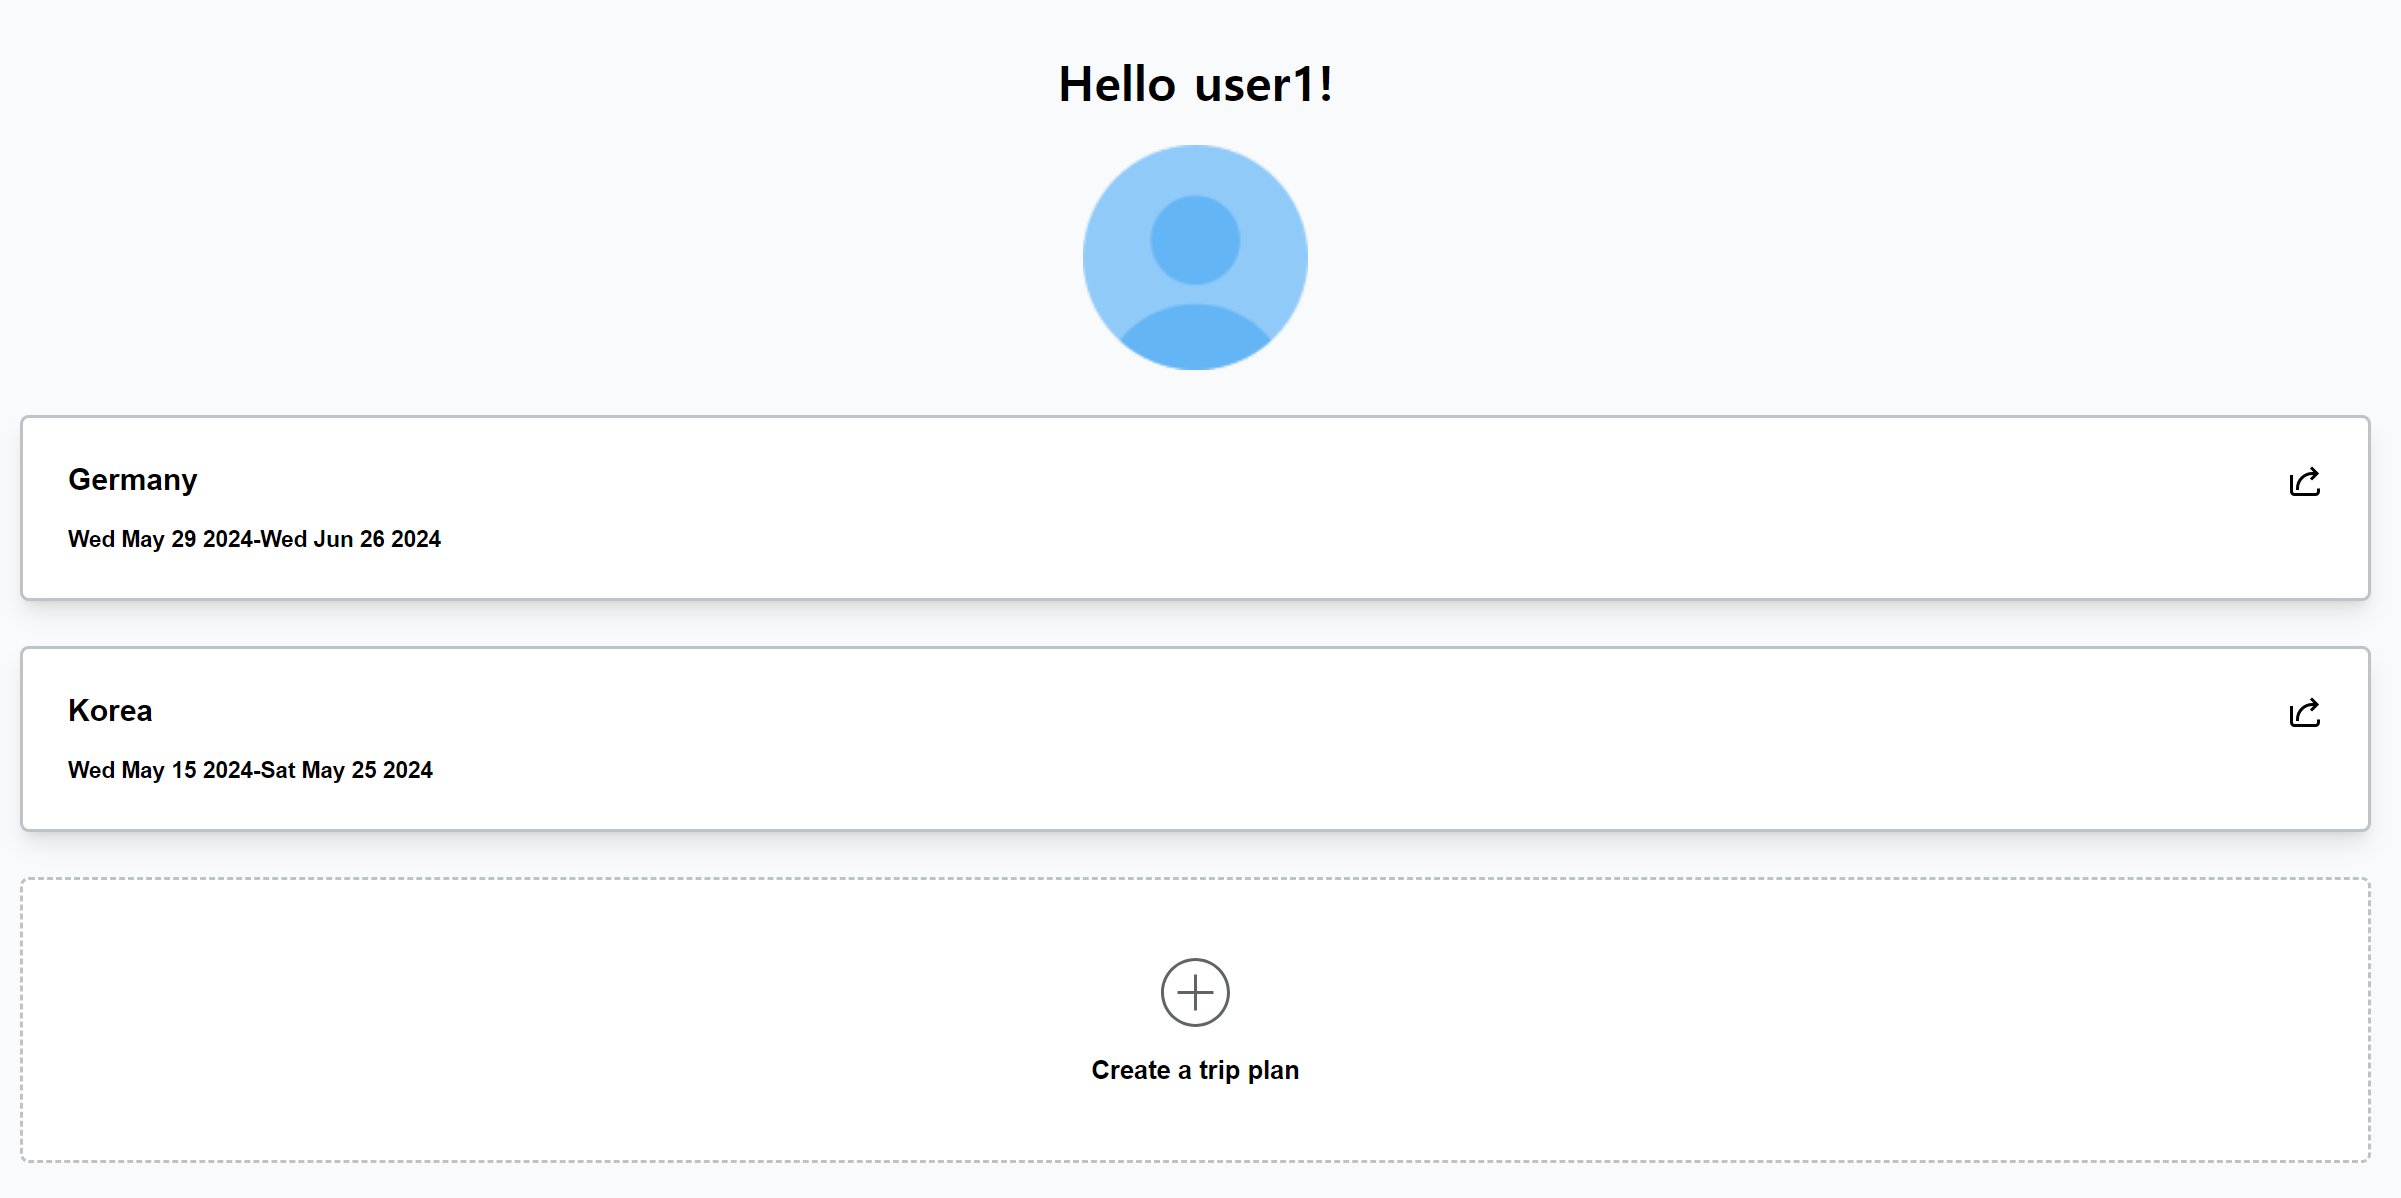 Hello user1!
Germany
Wed May 29 2024-Wed Jun 26 2024
Korea
Wed May 15 2024-Sat May 25 2024
Create a trip plan